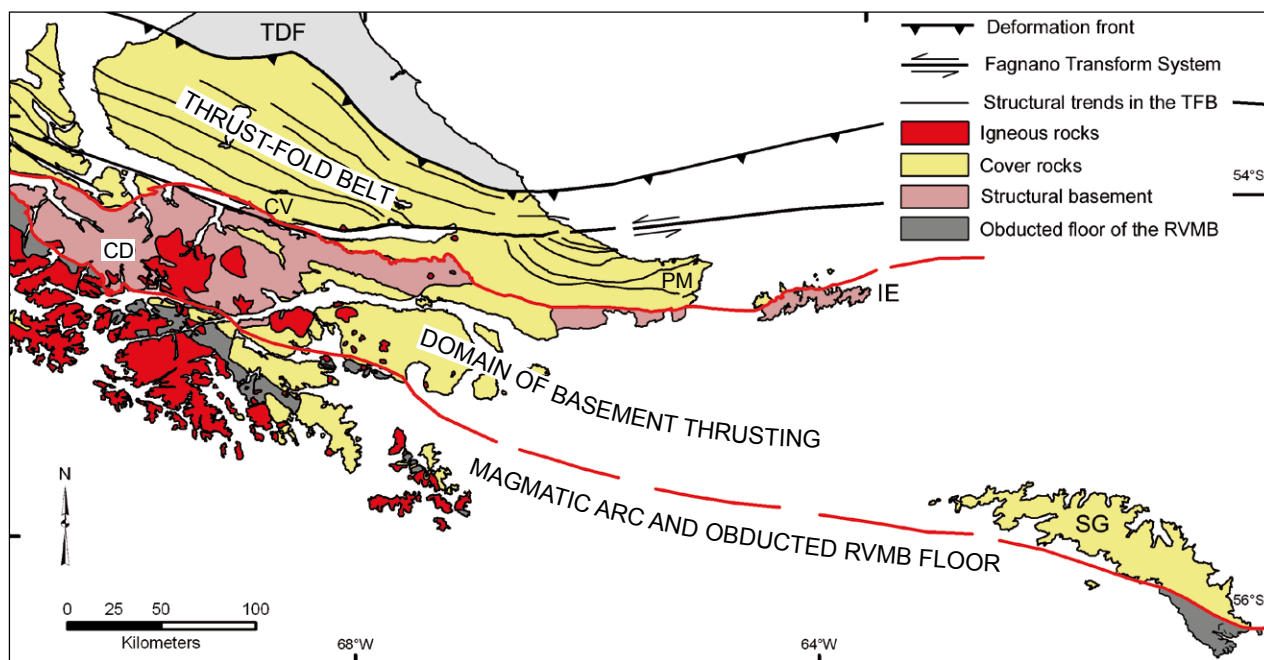 TDF
Deformation front
Fagnano Transform System
Structural trends in the TFB
Igneous rocks
Cover rocks
Structural basement
Obducted floor of the RVMB
54°S
THRUST-FOLD BELT
CV
CD
PM
IE
DOMAIN OF BASEMENT THRUSTING
MAGMATIC ARC AND OBDUCTED RVMB FLOOR
SG
N
0 25 50 100
Kilometers
68°W
64°W
56°S